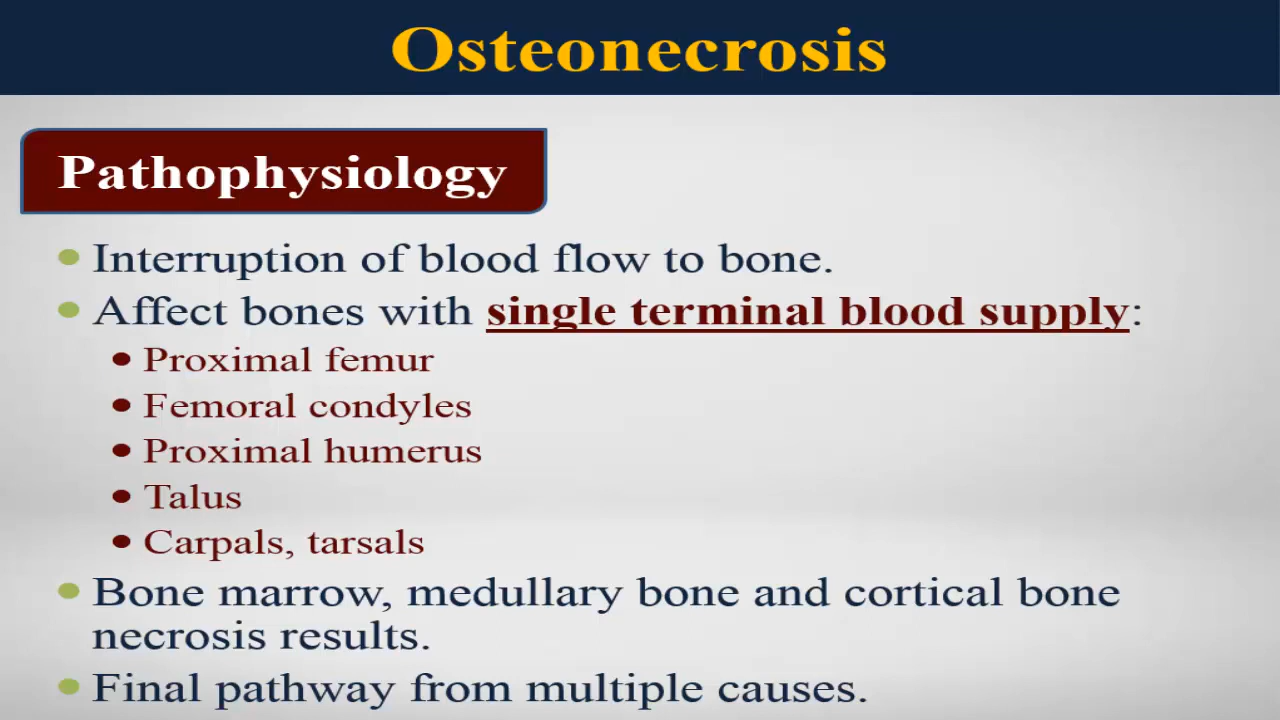 Osteonecrosis
Pathophysiology
Interruption of blood flow to bone.
Affect bones with single terminal blood supply:
Proximal femur
Femoral condyles
Proximal humerus
Talus
Carpals, tarsals
Bone marrow, medullary bone and cortical bone
necrosis results.
Final pathway from multiple causes.